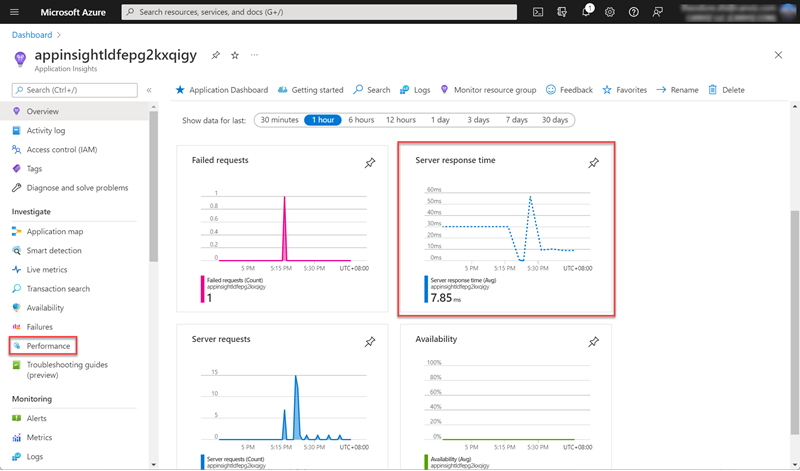 Microsoft Azure
Search resources, services, and docs (G+/)
1
Dashboard >
appinsightldfepg2kxqigy
Application Insights
Search (Ctrl+/)
«
Overview
Activity log
Access control (IAM)
Tags
Diagnose and solve problems
Investigate
Application map
Smart detection
Live metrics
Transaction search
Availability
Failures
Performance
Troubleshooting guides
(preview)
Monitoring
Alerts
Metrics
Logs
Application Dashboard Getting started Search Logs Monitor resource group Feedback Favorites Rename Delete
Show data for last: 30 minutes 1 hour 6 hours 12 hours 1 day 3 days 7 days 30 days
Failed requests
1
0.8
0.6
0.4
0.2
0
5 PM 5:15 PM 5:30 PM UTC+08:00
Failed requests (Count)
appinsightldfepg2kxqigy
1
Server response time
60ms
50ms
40ms
30ms
20ms
10ms
0ms
5 PM 5:15 PM 5:30 PM UTC+08:00
Server response time (Avg)
appinsightldfepg2kxqigy
7.85 ms
Server requests
15
10
5
0
5 PM 5:15 PM 5:30 PM UTC+08:00
Server requests (Count)
appinsightldfepg2kxqigy
Availability
100%
80%
60%
40%
20%
0%
5 PM 5:15 PM 5:30 PM UTC+08:00
Availability (Avg)
appinsightldfepg2kxqigy